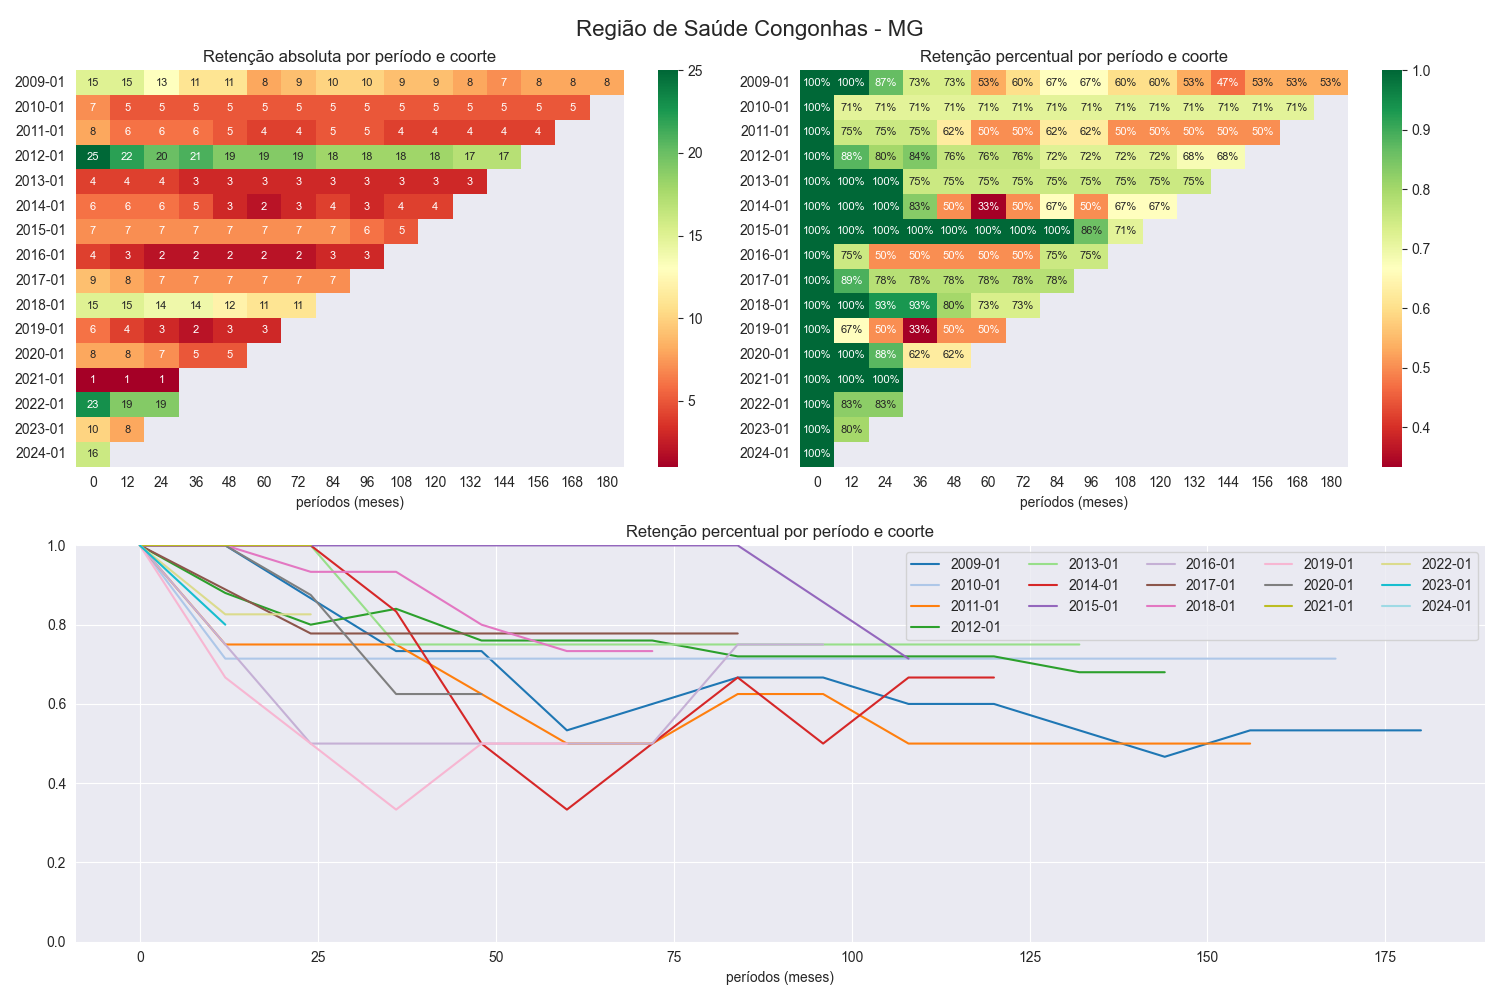 Região de Saúde Congonhas - MG
Retenção absoluta por período e coorte
2009-01 15 15 13 11 11 8 9 10 10 9 9 8 7 8 8 8
2010-01 7 5 5 5 5 5 5 5 5 5 5 5 5 5 5
2011-01 8 6 6 6 5 4 4 5 5 4 4 4 4 4
2012-01 25 22 20 21 19 19 19 18 18 18 18 17 17
2013-01 4 4 4 3 3 3 3 3 3 3 3 3
2014-01 6 6 6 5 3 2 3 4 3 4 4
2015-01 7 7 7 7 7 7 7 7 6 5
2016-01 4 3 2 2 2 2 2 3 3
2017-01 9 8 7 7 7 7 7 7
2018-01 15 15 14 14 12 11 11
2019-01 6 4 3 2 3 3
2020-01 8 8 7 5 5
2021-01 1 1 1
2022-01 23 19 19
2023-01 10 8
2024-01 16
0 12 24 36 48 60 72 84 96 108 120 132 144 156 168 180
períodos (meses)
25
20
15
10
5
Retenção percentual por período e coorte
2009-01 100% 100% 87% 73% 73% 53% 60% 67% 67% 60% 60% 53% 47% 53% 53% 53%
2010-01 100% 71% 71% 71% 71% 71% 71% 71% 71% 71% 71% 71% 71% 71% 71%
2011-01 100% 75% 75% 75% 62% 50% 50% 62% 62% 50% 50% 50% 50% 50%
2012-01 100% 88% 80% 84% 76% 76% 76% 72% 72% 72% 72% 68% 68%
2013-01 100% 100% 100% 75% 75% 75% 75% 75% 75% 75% 75% 75%
2014-01 100% 100% 100% 83% 50% 33% 50% 67% 50% 67% 67%
2015-01 100% 100% 100% 100% 100% 100% 100% 100% 86% 71%
2016-01 100% 75% 50% 50% 50% 50% 50% 75% 75%
2017-01 100% 89% 78% 78% 78% 78% 78% 78%
2018-01 100% 100% 93% 93% 80% 73% 73%
2019-01 100% 67% 50% 33% 50% 50%
2020-01 100% 100% 88% 62% 62%
2021-01 100% 100% 100%
2022-01 100% 83% 83%
2023-01 100% 80%
2024-01 100%
0 12 24 36 48 60 72 84 96 108 120 132 144 156 168 180
períodos (meses)
1.0
0.9
0.8
0.7
0.6
0.5
0.4
Retenção percentual por período e coorte
1.0
0.8
0.6
0.4
0.2
0.0
2009-01 2013-01 2016-01 2019-01 2022-01
2010-01 2014-01 2017-01 2020-01 2023-01
2011-01 2015-01 2018-01 2021-01 2024-01
2012-01
0 25 50 75 100 125 150 175
períodos (meses)